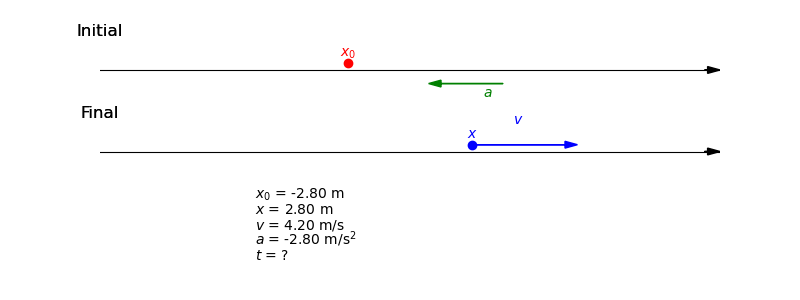 Initial
x₀
a
Final
v
x
x₀ = -2.80 m
x = 2.80 m
v = 4.20 m/s
a = -2.80 m/s²
t = ?